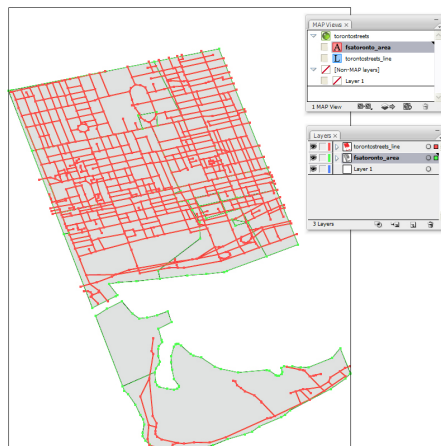 MAP Views ×
torontostreets
fsatoronto_area
torontostreets_line
[Non-MAP layers]
Layer 1
1 MAP View
Layers ×
torontostreets_line
fsatoronto_area
Layer 1
3 Layers